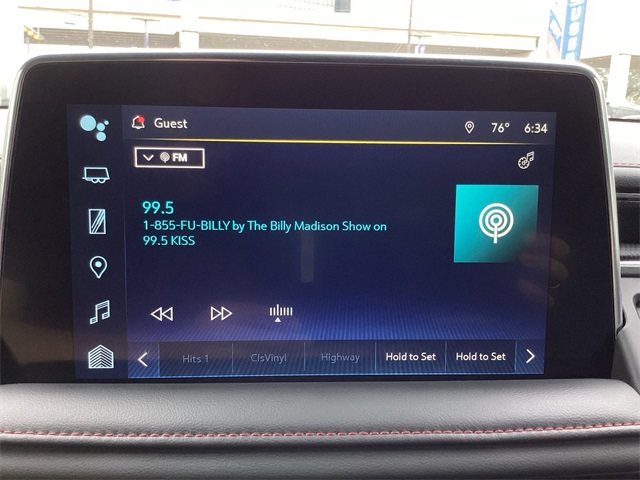 Guest
76° 6:34
FM
99.5
1-855-FU-BILLY by The Billy Madison Show on
99.5 KISS
Hits 1 ClsVinyl Highway Hold to Set Hold to Set